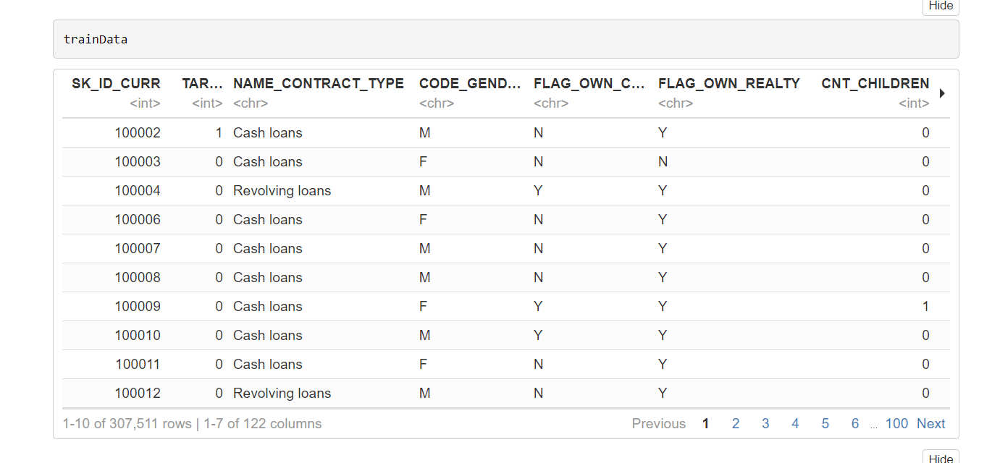 Hide
trainData
SK_ID_CURR TAR... NAME_CONTRACT_TYPE CODE_GEND... FLAG_OWN_C... FLAG_OWN_REALTY CNT_CHILDREN
<int> <int> <chr> <chr> <chr> <chr> <int>
100002 1 Cash loans M N Y 0
100003 0 Cash loans F N N 0
100004 0 Revolving loans M Y Y 0
100006 0 Cash loans F N Y 0
100007 0 Cash loans M N Y 0
100008 0 Cash loans M N Y 0
100009 0 Cash loans F Y Y 1
100010 0 Cash loans M Y Y 0
100011 0 Cash loans F N Y 0
100012 0 Revolving loans M N Y 0
1-10 of 307,511 rows | 1-7 of 122 columns Previous 1 2 3 4 5 6 ... 100 Next
Hide